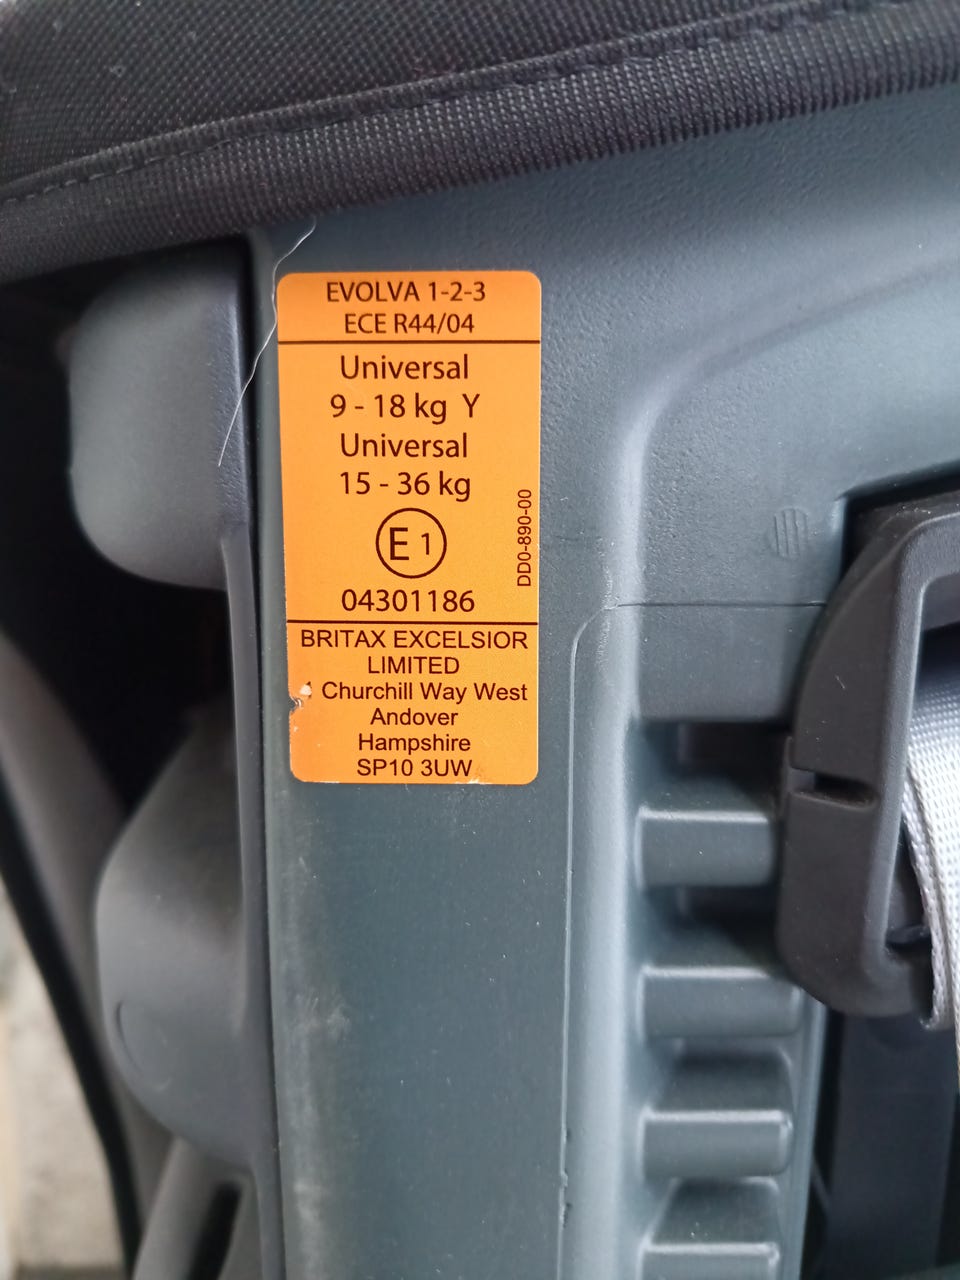 EVOLVA 1-2-3
ECE R44/04
Universal
9 - 18 kg Y
Universal
15 - 36 kg
E 1
DD0-890-00
04301186
BRITAX EXCELSIOR
LIMITED
Churchill Way West
Andover
Hampshire
SP10 3UW